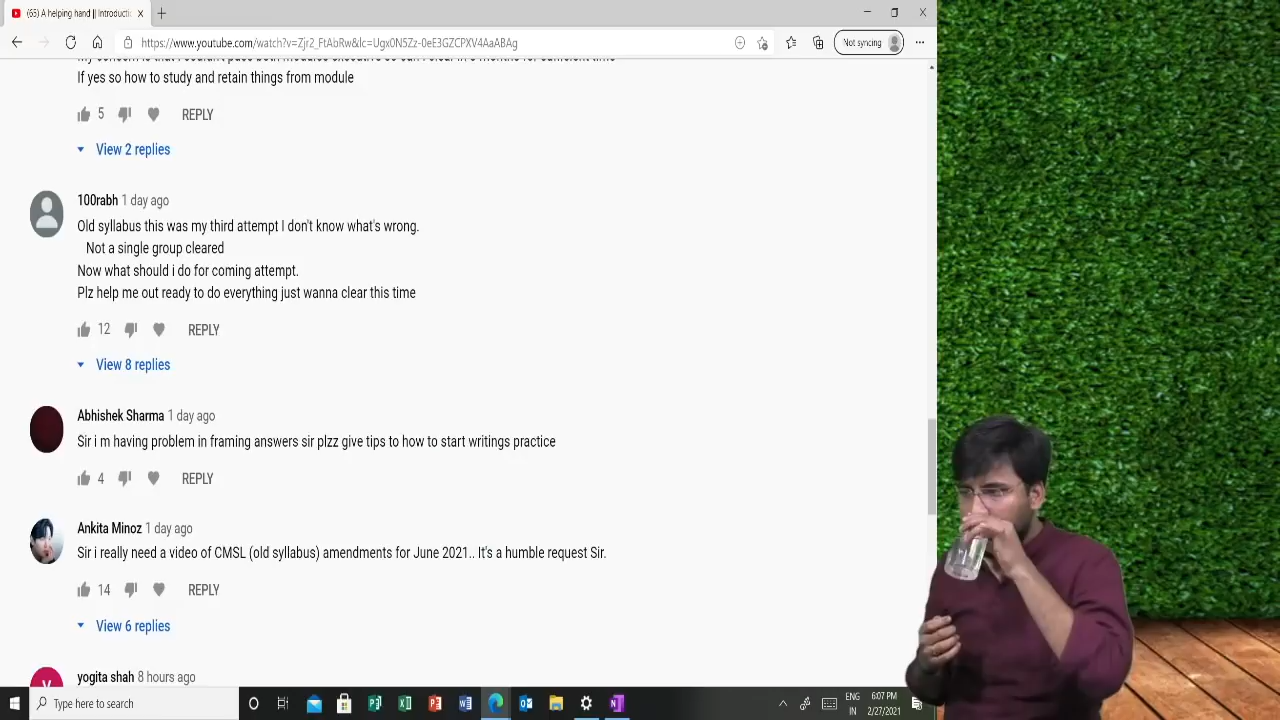 (65) A helping hand || Introducti
https://www.youtube.com/watch?v=Zjr2_FtAbRw&lc=Ugx0N5Zz-0eE3GZCPXV4AaABAg
Not syncing
If yes so how to study and retain things from module
5 REPLY
View 2 replies
100rabh 1 day ago
Old syllabus this was my third attempt I don't know what's wrong.
Not a single group cleared
Now what should i do for coming attempt.
Plz help me out ready to do everything just wanna clear this time
12 REPLY
View 8 replies
Abhishek Sharma 1 day ago
Sir i m having problem in framing answers sir plzz give tips to how to start writings practice
4 REPLY
Ankita Minoz 1 day ago
Sir i really need a video of CMSL (old syllabus) amendments for June 2021.. It's a humble request Sir.
14 REPLY
View 6 replies
yogita shah 8 hours ago
Type here to search
ENG 6:07 PM
IN 2/27/2021